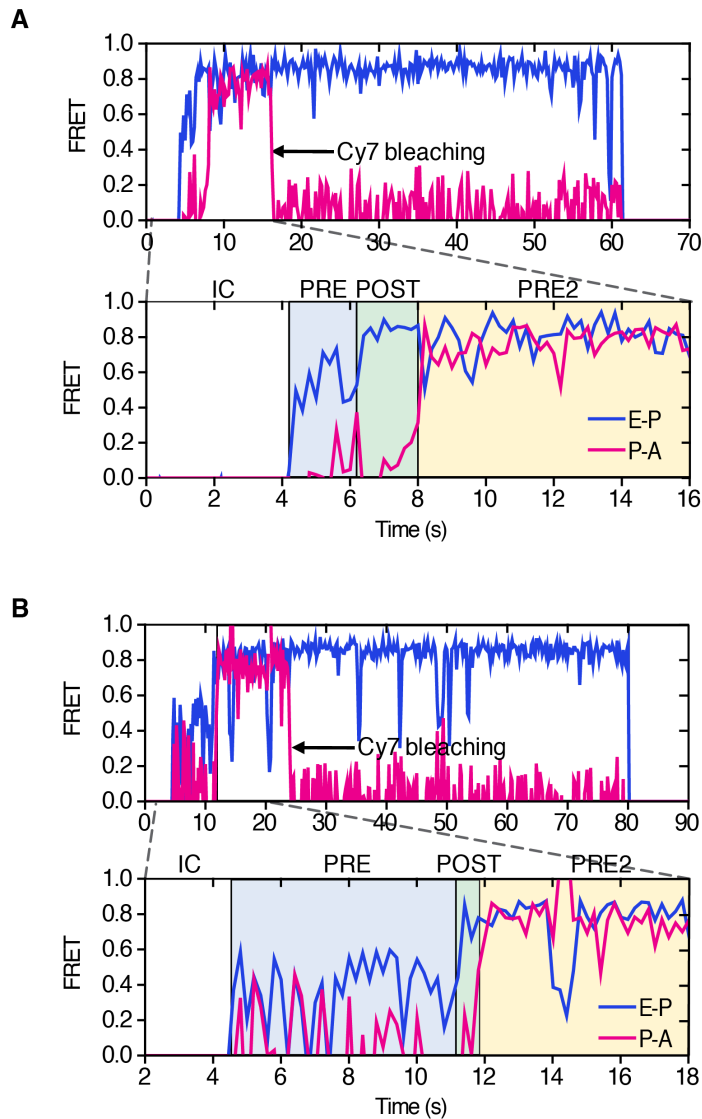 A
FRET
1.0
0.8
0.6
0.4
0.2
0.0
Cy7 bleaching
0 10 20 30 40 50 60 70
IC PRE POST PRE2
FRET
1.0
0.8
0.6
0.4
0.2
0.0
E-P
P-A
0 2 4 6 8 10 12 14 16
Time (s)
B
FRET
1.0
0.8
0.6
0.4
0.2
0.0
Cy7 bleaching
0 10 20 30 40 50 60 70 80 90
IC PRE POST PRE2
FRET
1.0
0.8
0.6
0.4
0.2
0.0
E-P
P-A
2 4 6 8 10 12 14 16 18
Time (s)